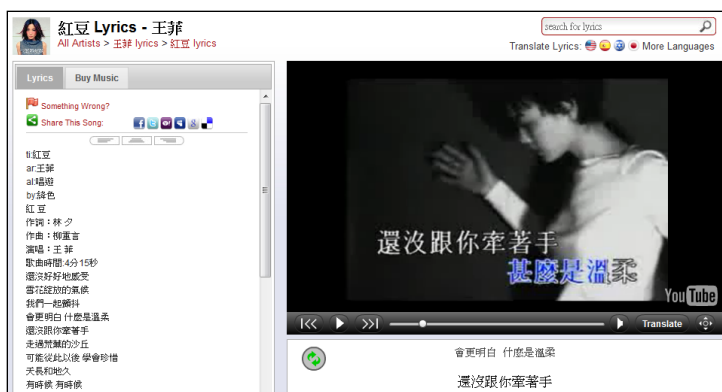 紅豆 Lyrics - 王菲
All Artists > 王菲 lyrics > 紅豆 lyrics
search for lyrics
Translate Lyrics: More Languages
Lyrics Buy Music
Something Wrong?
Share This Song:
ti:紅豆
ar:王菲
al:唱遊
by:綠色
紅 豆
作詞：林 夕
作曲：柳重言
演唱：王 菲
歌曲時間:4分15秒
還沒好好地感受
雪花綻放的氣候
我們一起顫抖
會更明白 什麼是溫柔
還沒跟你牽著手
走過荒蕪的沙丘
可能從此以後 學會珍惜
天長和地久
有時候 有時候
還沒跟你牽著手
甚麼是溫柔
YouTube
Translate
會更明白 什麼是溫柔
還沒跟你牽著手